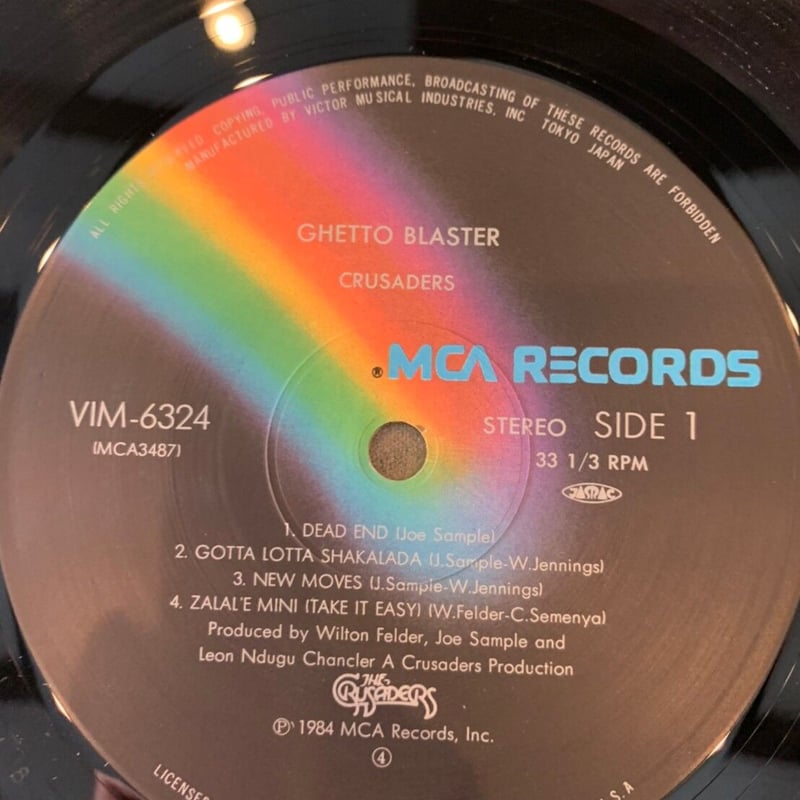 ALL RIGHTS RESERVED COPYING, PUBLIC PERFORMANCE, BROADCASTING OF THESE RECORDS ARE FORBIDDEN
MANUFACTURED BY VICTOR MUSICAL INDUSTRIES, INC TOKYO JAPAN
GHETTO BLASTER
CRUSADERS
®MCA RECORDS
VIM-6324
(MCA3487)
STEREO SIDE 1
33 1/3 RPM
JASRAC
1. DEAD END (Joe Sample)
2. GOTTA LOTTA SHAKALADA (J.Sample-W.Jennings)
3. NEW MOVES (J.Sample-W.Jennings)
4. ZALAL'E MINI (TAKE IT EASY) (W.Felder-C.Semenya)
Produced by Wilton Felder, Joe Sample and
Leon Ndugu Chancler A Crusaders Production
THE CRUSADERS
℗ 1984 MCA Records, Inc.
④